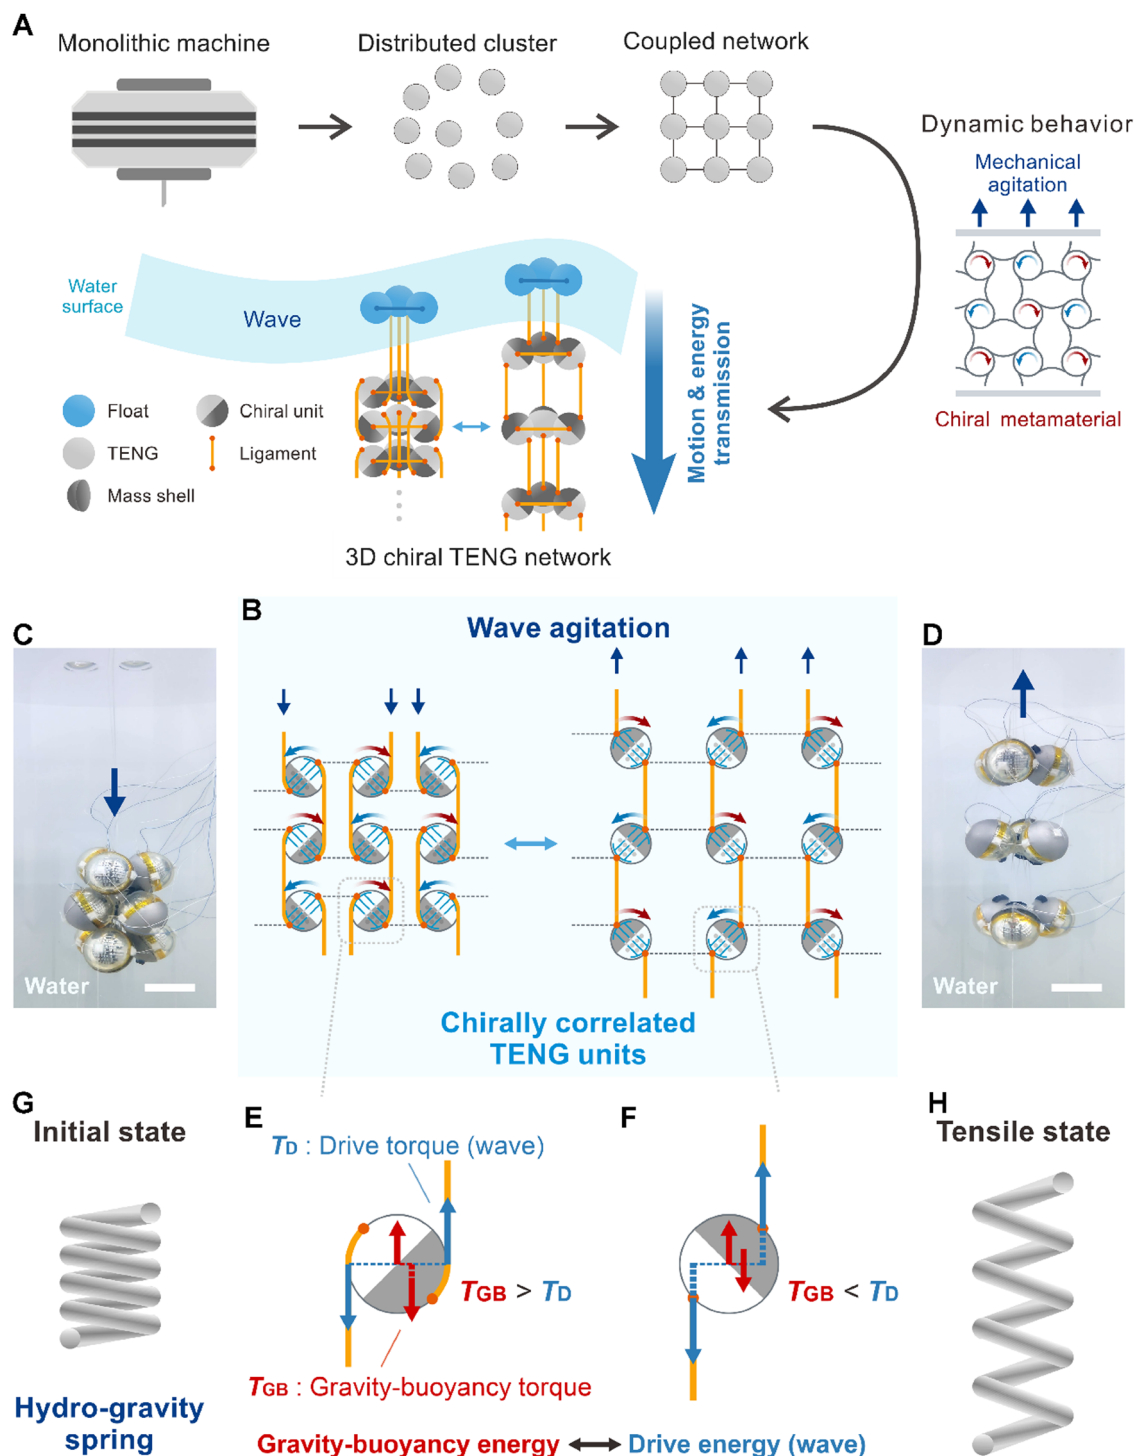 A
Monolithic machine
Distributed cluster
Coupled network
Dynamic behavior
Mechanical
agitation
Chiral metamaterial
Water
surface
Wave
Motion & energy
transmission
Float
Chiral unit
TENG
Ligament
Mass shell
3D chiral TENG network
B
Wave agitation
Chirally correlated
TENG units
C
Water
D
Water
G
Initial state
Hydro-gravity
spring
E
TD : Drive torque (wave)
TGB > TD
TGB : Gravity-buoyancy torque
F
TGB < TD
Gravity-buoyancy energy
Drive energy (wave)
H
Tensile state